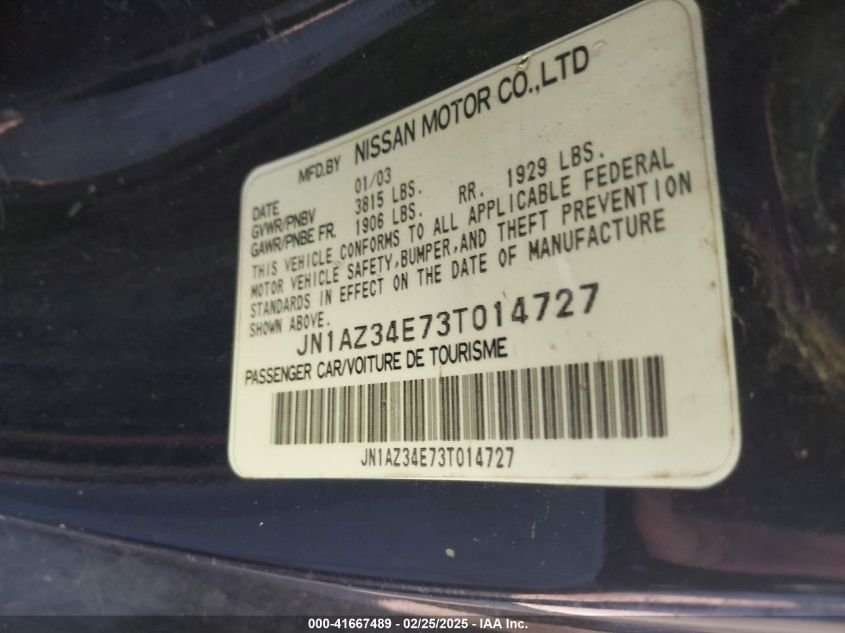 MFD.BY NISSAN MOTOR CO.,LTD
DATE 01/03
GVWR/PNBV 3815 LBS.
GAWR/PNBE FR. 1906 LBS. RR. 1929 LBS.
THIS VEHICLE CONFORMS TO ALL APPLICABLE FEDERAL
MOTOR VEHICLE SAFETY,BUMPER,AND THEFT PREVENTION
STANDARDS IN EFFECT ON THE DATE OF MANUFACTURE
SHOWN ABOVE.
JN1AZ34E73T014727
PASSENGER CAR/VOITURE DE TOURISME
JN1AZ34E73T014727
000-41667489 - 02/25/2025 - IAA Inc.